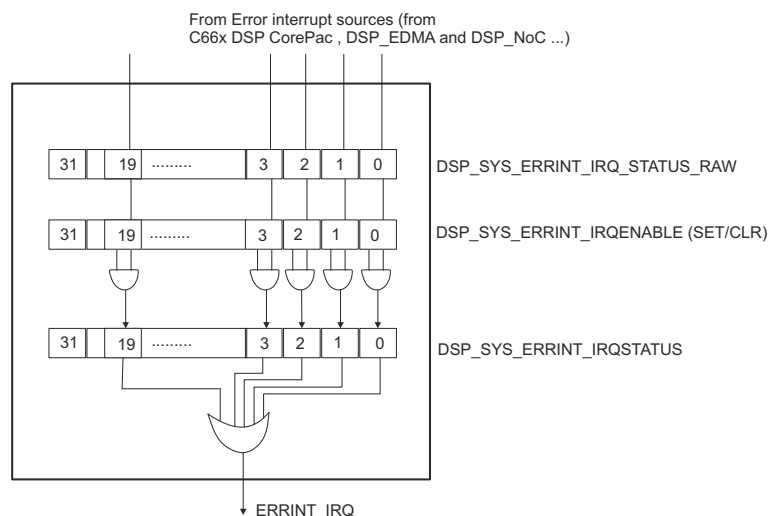 From Error interrupt sources (from
C66x DSP CorePac , DSP_EDMA and DSP_NoC ...)
31 19 ......... 3 2 1 0 DSP_SYS_ERRINT_IRQ_STATUS_RAW
31 19 ......... 3 2 1 0 DSP_SYS_ERRINT_IRQENABLE (SET/CLR)
31 19 ......... 3 2 1 0 DSP_SYS_ERRINT_IRQSTATUS
ERRINT_IRQ